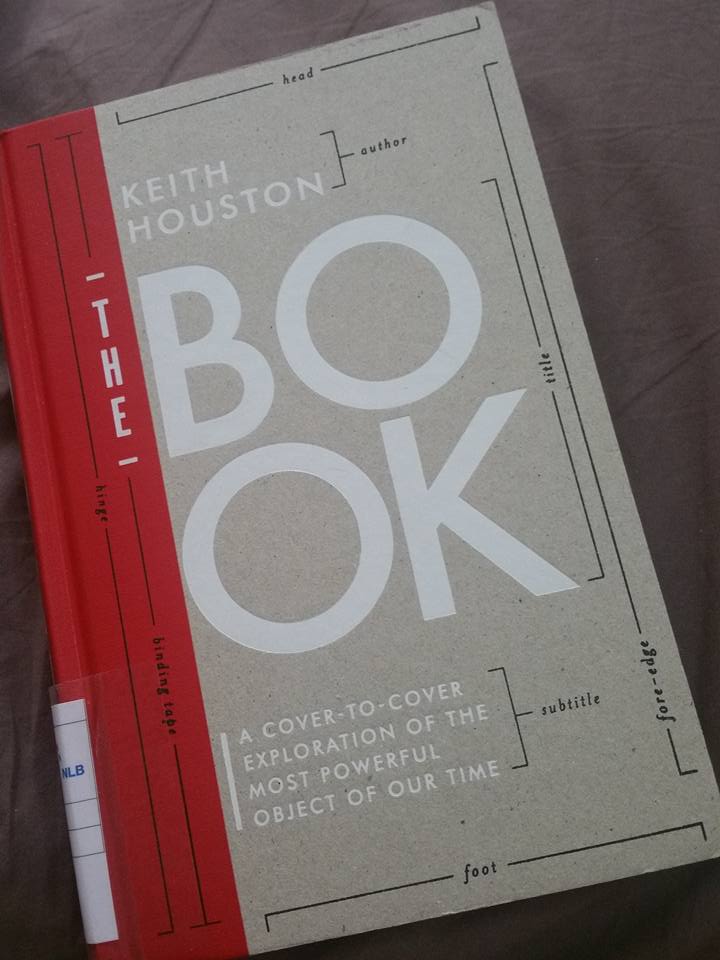 head
KEITH
HOUSTON
author
- THE -
BO
OK
title
hinge
binding tape
fore-edge
A COVER-TO-COVER
EXPLORATION OF THE
MOST POWERFUL
OBJECT OF OUR TIME
subtitle
foot
NLB